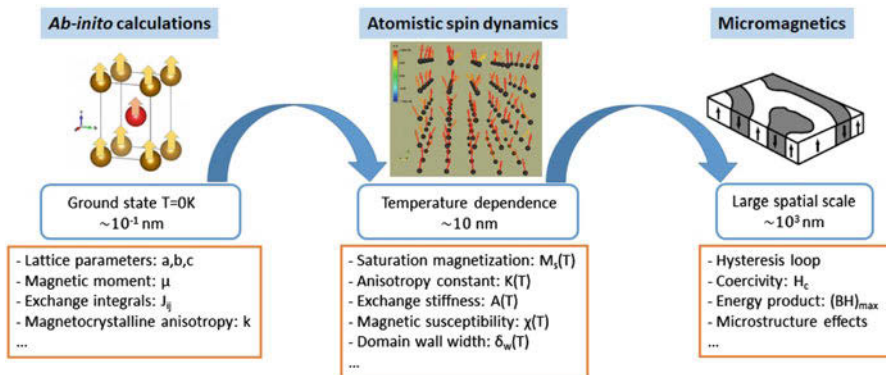 Ab-inito calculations
Atomistic spin dynamics
Micromagnetics
Ground state T=0K
~10⁻¹ nm
Temperature dependence
~10 nm
Large spatial scale
~10³ nm
- Lattice parameters: a,b,c
- Magnetic moment: μ
- Exchange integrals: Jᵢⱼ
- Magnetocrystalline anisotropy: k
...
- Saturation magnetization: Mₛ(T)
- Anisotropy constant: K(T)
- Exchange stiffness: A(T)
- Magnetic susceptibility: χ(T)
- Domain wall width: δw(T)
...
- Hysteresis loop
- Coercivity: Hc
- Energy product: (BH)max
- Microstructure effects
...